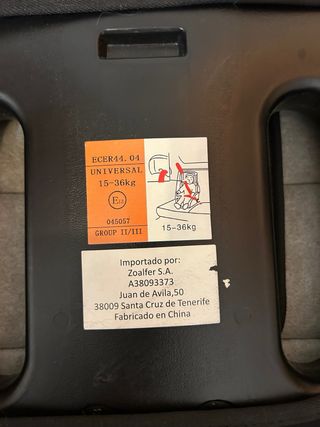 ECER44.04
UNIVERSAL
15-36kg
045057
GROUP II/III
15-36kg
Importado por:
Zoalfer S.A.
A38093373
Juan de Avila,50
38009 Santa Cruz de Tenerife
Fabricado en China